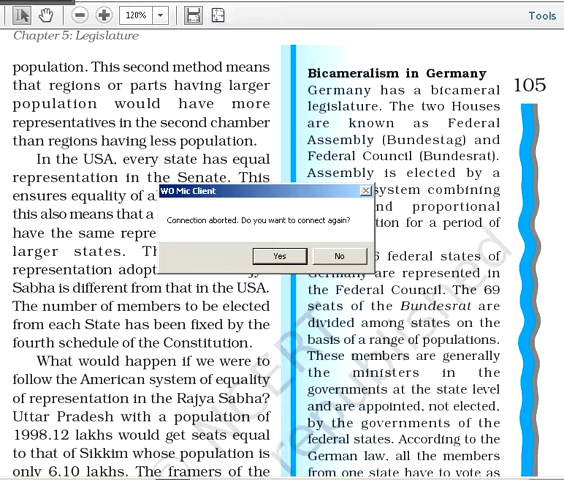 120%
Tools
Chapter 5: Legislature
population. This second method means
that regions or parts having larger
population would have more
representatives in the second chamber
than regions having less population.
In the USA, every state has equal
representation in the Senate. This
ensures equality of a
this also means that a
have the same repre
larger states. Th
representation adopt
Sabha is different from that in the USA.
The number of members to be elected
from each State has been fixed by the
fourth schedule of the Constitution.
What would happen if we were to
follow the American system of equality
of representation in the Rajya Sabha?
Uttar Pradesh with a population of
1998.12 lakhs would get seats equal
to that of Sikkim whose population is
only 6.10 lakhs. The framers of the
WO Mic Client
Connection aborted. Do you want to connect again?
Yes
No
Bicameralism in Germany
Germany has a bicameral
legislature. The two Houses
are known as Federal
Assembly (Bundestag) and
Federal Council (Bundesrat).
Assembly is elected by a
system combining
nd proportional
tion for a period of
6 federal states of
Germany are represented in
the Federal Council. The 69
seats of the Bundesrat are
divided among states on the
basis of a range of populations.
These members are generally
the ministers in the
governments at the state level
and are appointed, not elected,
by the governments of the
federal states. According to the
German law, all the members
from one state have to vote as
105
© NCERT
republished